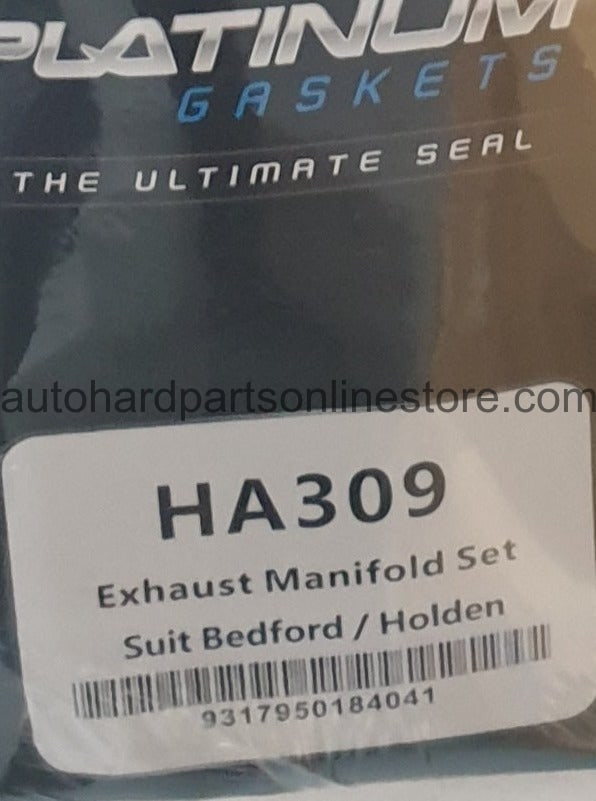 PLATINUM
GASKETS
THE ULTIMATE SEAL
autohardpartsonlinestore.com
HA309
Exhaust Manifold Set
Suit Bedford / Holden
9317950184041